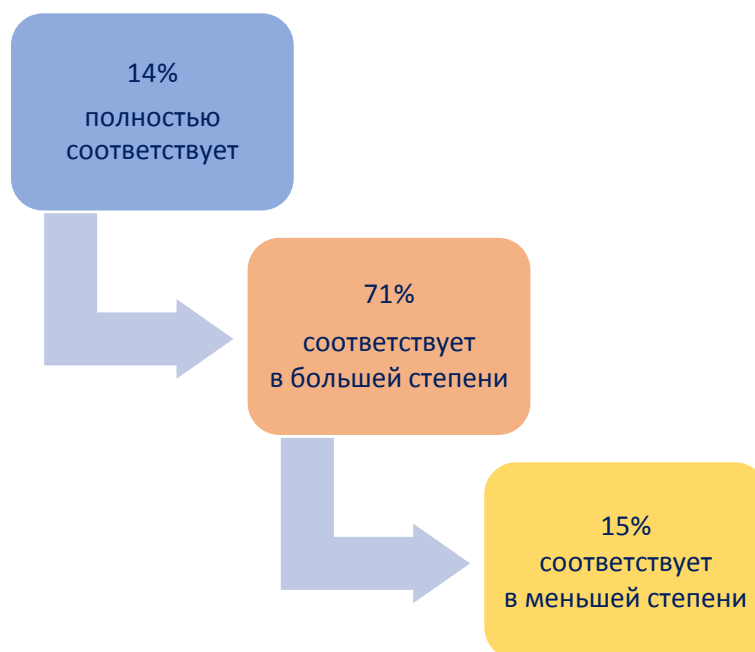 14%
полностью
соответствует
71%
соответствует
в большей степени
15%
соответствует
в меньшей степени